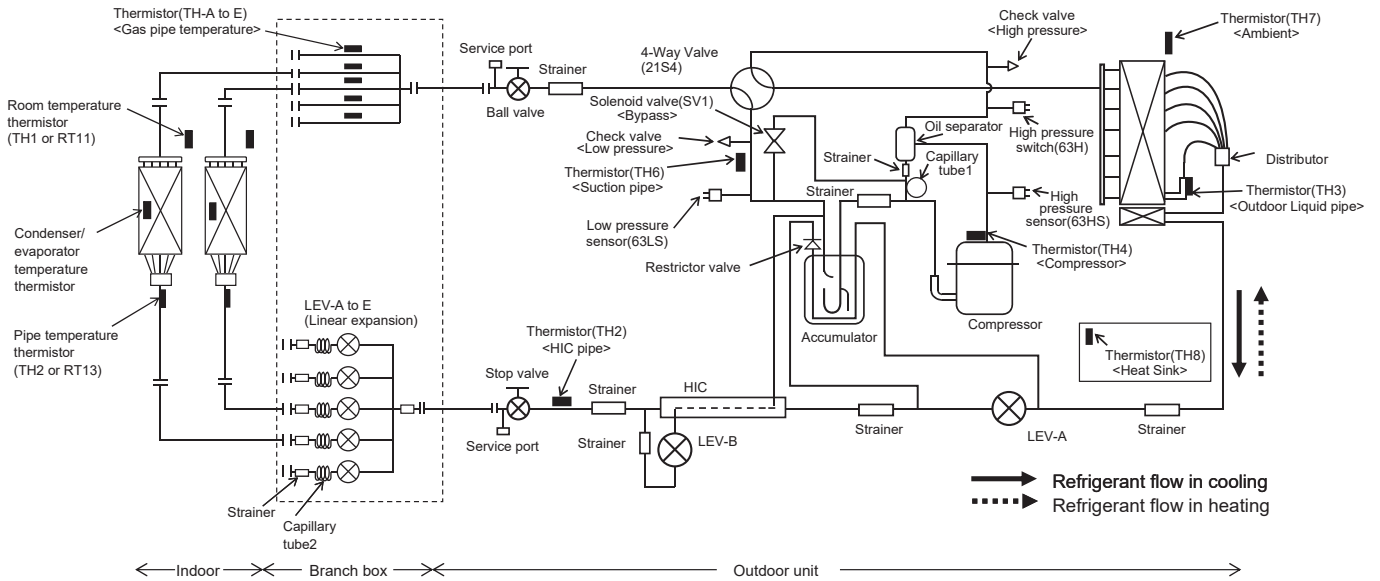 Thermistor(TH-A to E)
<Gas pipe temperature>
Service port
Strainer
Ball valve
4-Way Valve
(21S4)
Check valve
<High pressure>
Thermistor(TH7)
<Ambient>
Room temperature
thermistor
(TH1 or RT11)
Solenoid valve(SV1)
<Bypass>
Check valve
<Low pressure>
Thermistor(TH6)
<Suction pipe>
Oil separator
Strainer
Capillary
tube1
High pressure
switch(63H)
Distributor
Strainer
Thermistor(TH3)
<Outdoor Liquid pipe>
High
pressure
sensor(63HS)
Low pressure
sensor(63LS)
Thermistor(TH4)
<Compressor>
Restrictor valve
Condenser/
evaporator
temperature
thermistor
LEV-A to E
(Linear expansion)
Compressor
Accumulator
Pipe temperature
thermistor
(TH2 or RT13)
Thermistor(TH2)
<HIC pipe>
Thermistor(TH8)
<Heat Sink>
Stop valve
Strainer
HIC
Service port
Strainer
LEV-B
Strainer
LEV-A
Strainer
Strainer
Capillary
tube2
Refrigerant flow in cooling
Refrigerant flow in heating
Indoor
Branch box
Outdoor unit